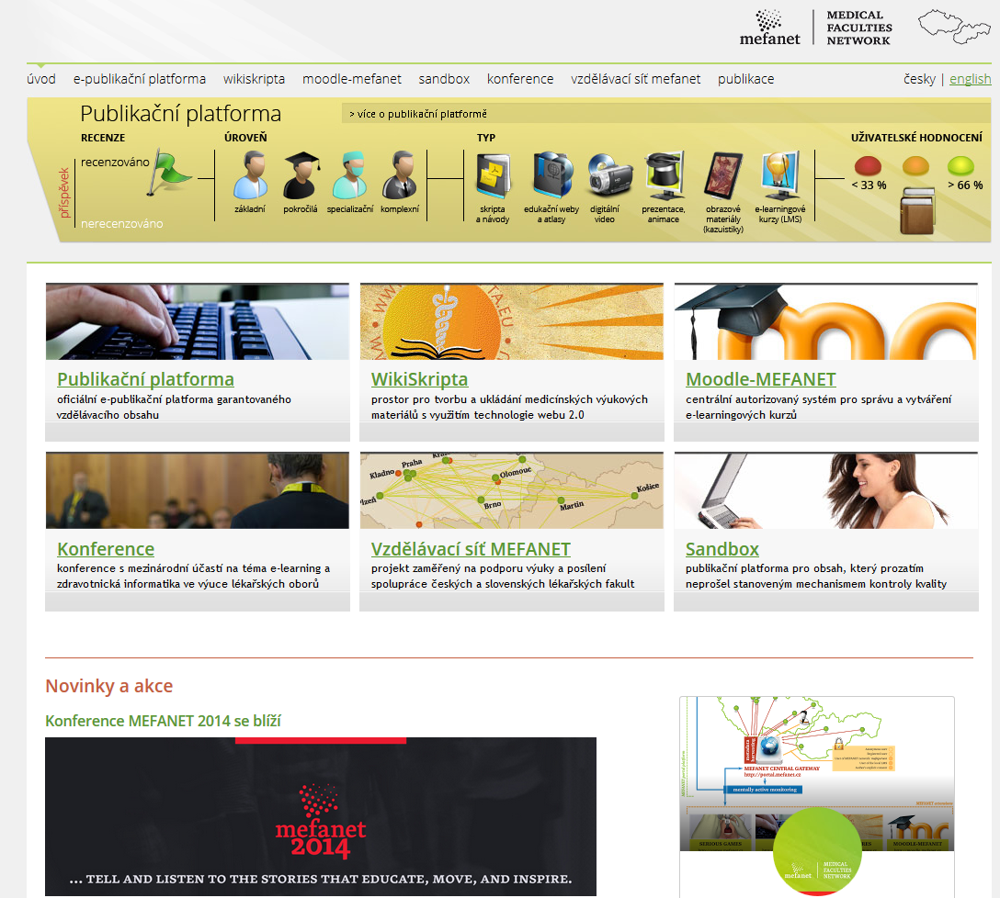 mefanet
MEDICAL
FACULTIES
NETWORK
úvod e-publikační platforma wikiskripta moodle-mefanet sandbox konference vzdělávací síť mefanet publikace česky | english
Publikační platforma
> více o publikační platformě
RECENZE
ÚROVEŇ
TYP
UŽIVATELSKÉ HODNOCENÍ
příspěvek
recenzováno
nerecenzováno
základní
pokročilá
specializační
komplexní
skripta
a návody
edukační weby
a atlasy
digitální
video
prezentace,
animace
obrazové
materiály
(kazuistiky)
e-learningové
kurzy (LMS)
< 33 %
> 66 %
Publikační platforma
oficiální e-publikační platforma garantovaného
vzdělávacího obsahu
WikiSkripta
prostor pro tvorbu a ukládání medicínských výukových
materiálů s využitím technologie webu 2.0
Moodle-MEFANET
centrální autorizovaný systém pro správu a vytváření
e-learningových kurzů
Kladno
Praha
Olomouc
Košice
lzeň
Brno
Martin
Konference
konference s mezinárodní účastí na téma e-learning a
zdravotnická informatika ve výuce lékařských oborů
Vzdělávací síť MEFANET
projekt zaměřený na podporu výuky a posílení
spolupráce českých a slovenských lékařských fakult
Sandbox
publikační platforma pro obsah, který prozatím
neprošel stanoveným mechanismem kontroly kvality
Novinky a akce
Konference MEFANET 2014 se blíží
mefanet
2014
... TELL AND LISTEN TO THE STORIES THAT EDUCATE, MOVE, AND INSPIRE.
MEFANET CENTRAL GATEWAY
http://portal.mefanet.cz
mentally active monitoring
SERIOUS GAMES
MOODLE-MEFANET
mefanet
MEDICAL
FACULTIES
NETWORK